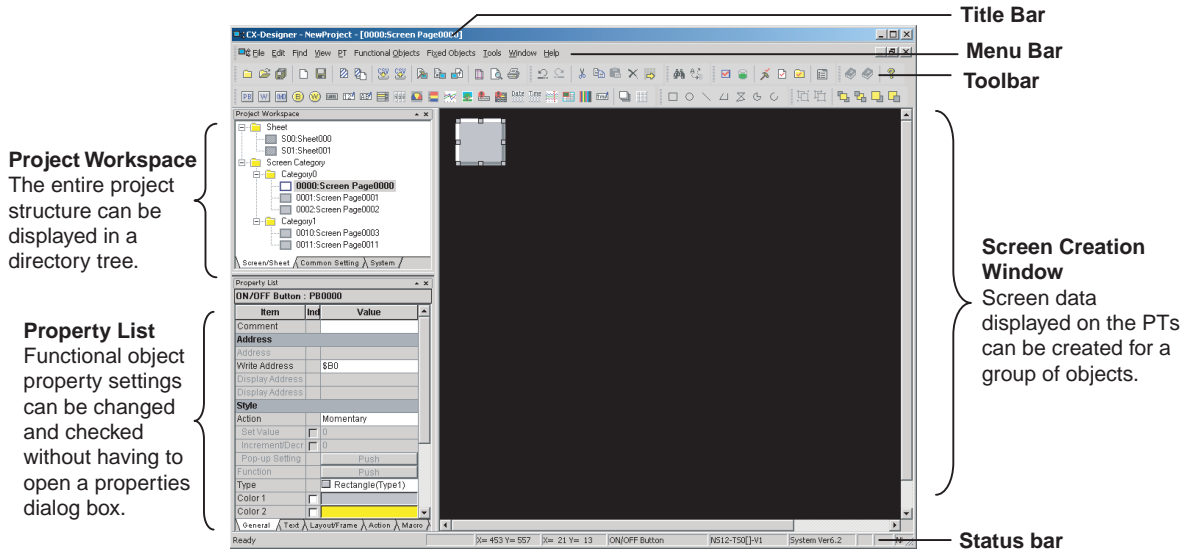 Title Bar
CX-Designer - NewProject - [0000:Screen Page0000]
Menu Bar
File Edit Find View PT Functional Objects Fixed Objects Tools Window Help
Toolbar
Date Time
Project Workspace
Sheet
S00:Sheet000
S01:Sheet001
Screen Category
Category0
0000:Screen Page0000
0001:Screen Page0001
0002:Screen Page0002
Category1
0010:Screen Page0003
0011:Screen Page0011
Screen/Sheet Common Setting System
Project Workspace
The entire project
structure can be
displayed in a
directory tree.
Property List
ON/OFF Button : PB0000
Item Ind Value
Comment
Address
Address
Write Address $B0
Display Address
Display Address
Style
Action Momentary
Set Value 0
Increment/Decr 0
Pop-up Setting Push
Function Push
Type Rectangle(Type1)
Color 1
Color 2
General Text Layout/Frame Action Macro
Property List
Functional object
property settings
can be changed
and checked
without having to
open a properties
dialog box.
Screen Creation
Window
Screen data
displayed on the PTs
can be created for a
group of objects.
Ready X= 453 Y= 557 X= 21 Y= 13 ON/OFF Button NS12-TS0[]-V1 System Ver6.2
Status bar